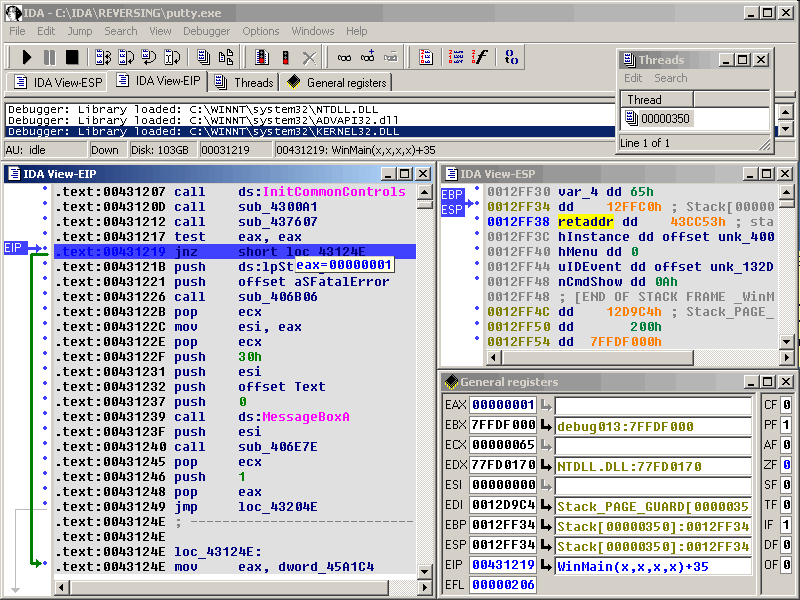 IDA - C:\IDA\REVERSING\putty.exe
File Edit Jump Search View Debugger Options Windows Help
IDA View-ESP IDA View-EIP Threads General registers
Debugger: Library loaded: C:\WINNT\system32\NTDLL.DLL
Debugger: Library loaded: C:\WINNT\system32\ADVAPI32.dll
Debugger: Library loaded: C:\WINNT\system32\KERNEL32.DLL
AU: idle Down Disk: 103GB 00031219 00431219: WinMain(x,x,x,x)+35
Threads
Edit Search
Thread
00000350
Line 1 of 1
IDA View-EIP
.text:00431207 call ds:InitCommonControls
.text:0043120D call sub_4300A1
.text:00431212 call sub_437607
.text:00431217 test eax, eax
EIP .text:00431219 jnz short loc_43124E
eax=00000001
.text:0043121B push ds:lpSt
.text:00431221 push offset aSFatalError
.text:00431226 call sub_406B06
.text:0043122B pop ecx
.text:0043122C mov esi, eax
.text:0043122E pop ecx
.text:0043122F push 30h
.text:00431231 push esi
.text:00431232 push offset Text
.text:00431237 push 0
.text:00431239 call ds:MessageBoxA
.text:0043123F push esi
.text:00431240 call sub_406E7E
.text:00431245 pop ecx
.text:00431246 push 1
.text:00431248 pop eax
.text:00431249 jmp loc_43204E
.text:0043124E ; ---------------------------
.text:0043124E
.text:0043124E loc_43124E:
.text:0043124E mov eax, dword_45A1C4
IDA View-ESP
EBP
ESP
0012FF30 var_4 dd 65h
0012FF34 dd 12FFC0h ; Stack[00000
0012FF38 retaddr dd 43CC53h ; sta
0012FF3C hInstance dd offset unk_400
0012FF40 hMenu dd 0
0012FF44 uIDEvent dd offset unk_132D
0012FF48 nCmdShow dd 0Ah
0012FF48 ; [END OF STACK FRAME _WinM
0012FF4C dd 12D9C4h ; Stack_PAGE_
0012FF50 dd 200h
0012FF54 dd 7FFDF000h
General registers
EAX 00000001
EBX 7FFDF000 debug013:7FFDF000
ECX 00000065
EDX 77FD0170 NTDLL.DLL:77FD0170
ESI 00000000
EDI 0012D9C4 Stack_PAGE_GUARD[0000035
EBP 0012FF34 Stack[00000350]:0012FF34
ESP 0012FF34 Stack[00000350]:0012FF34
EIP 00431219 WinMain(x,x,x,x)+35
EFL 00000206
CF 0
PF 1
AF 0
ZF 0
SF 0
TF 0
IF 1
DF 0
OF 0